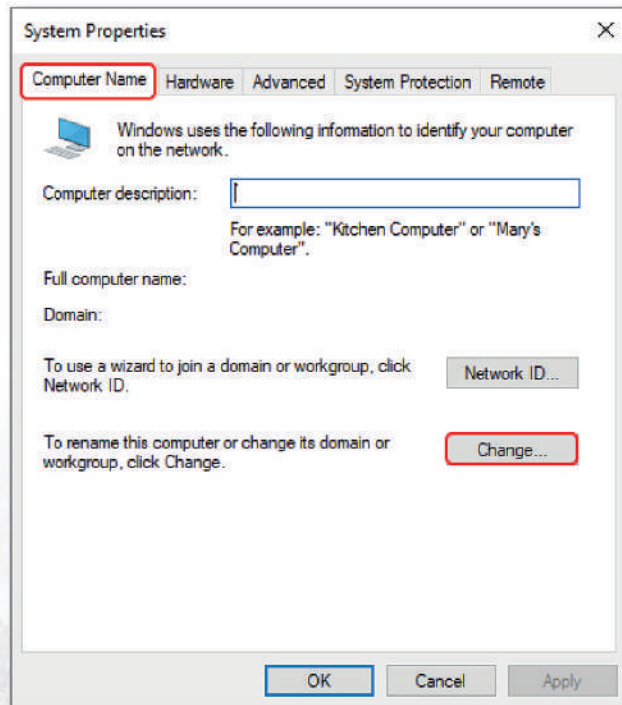 System Properties
Computer Name Hardware Advanced System Protection Remote
Windows uses the following information to identify your computer
on the network.
Computer description:
For example: "Kitchen Computer" or "Mary's
Computer".
Full computer name:
Domain:
To use a wizard to join a domain or workgroup, click
Network ID.
Network ID...
To rename this computer or change its domain or
workgroup, click Change.
Change...
OK Cancel Apply